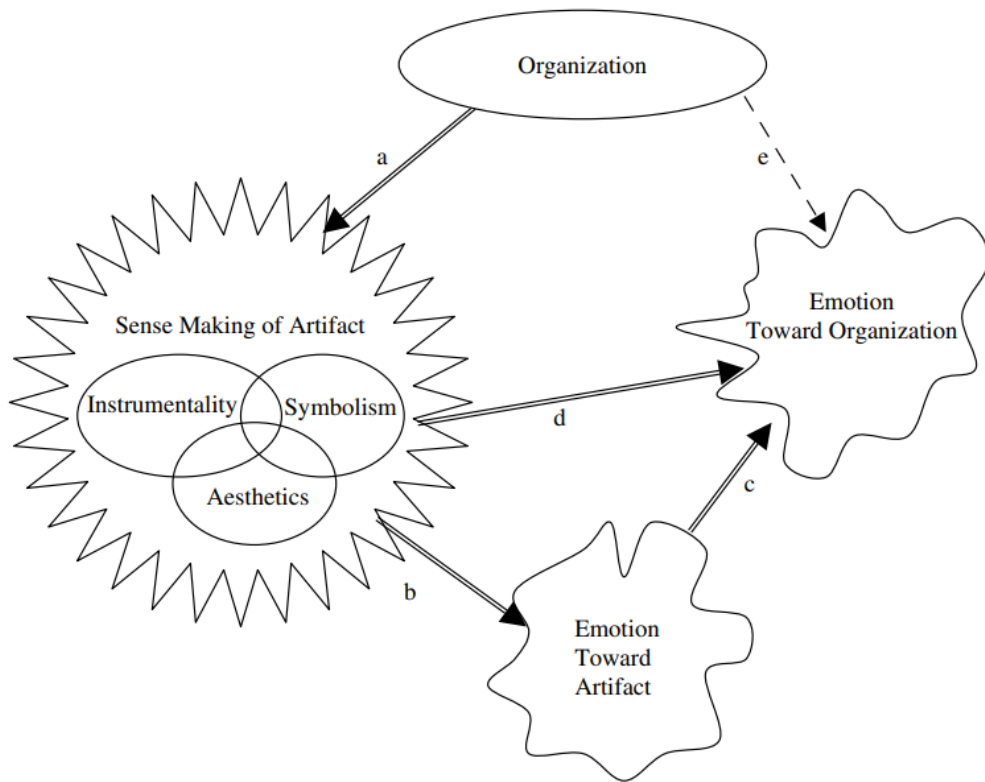 Organization
a
e
Sense Making of Artifact
Emotion
Toward Organization
Instrumentality
Symbolism
d
Aesthetics
c
b
Emotion
Toward
Artifact